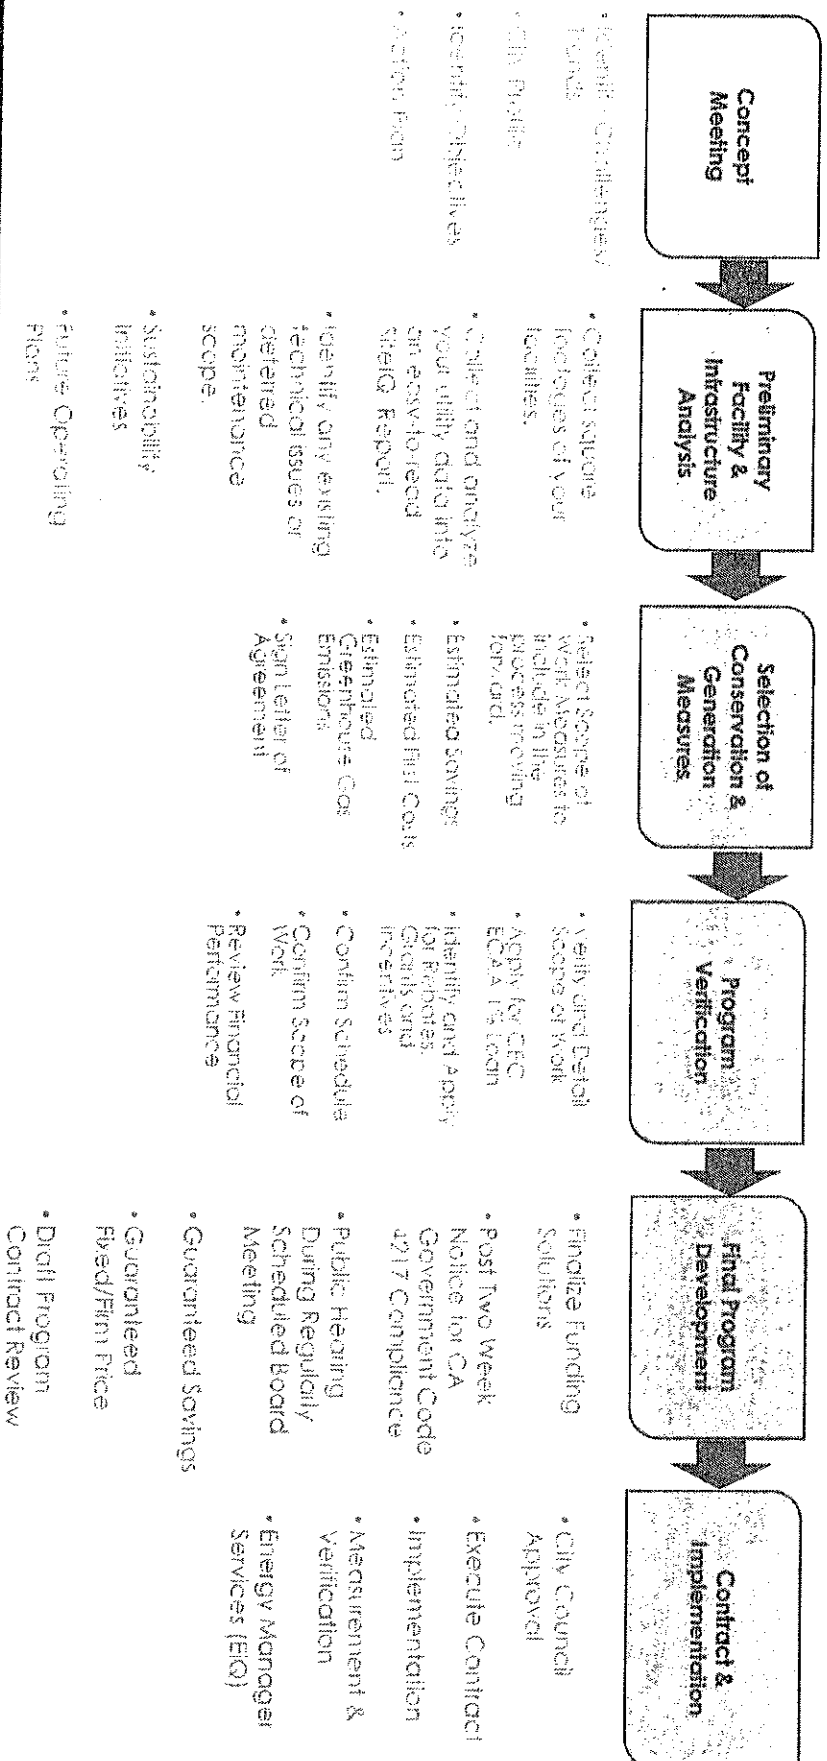 Concept
Meeting
• Identify Challenges/
Trends
• City Profile
• Identify Objectives
• Action Plan
Preliminary
Facility &
Infrastructure
Analysis
• Collect square
footages of your
facilities.
• Collect and analyze
your utility data into
an easy-to-read
SiteIQ Report.
• Identify any existing
technical issues or
deferred
maintenance
scope.
• Sustainability
Initiatives
• Future Operating
Plans
Selection of
Conservation &
Generation
Measures
• Select Scope of
Work Measures to
include in the
process moving
forward.
• Estimated Savings
• Estimated First Costs
• Estimated
Greenhouse Gas
Emissions
• Sign Letter of
Agreement
Program
Verification
• Verify and Detail
Scope of Work
• Apply for CEC
ECAA 1% Loan
• Identify and Apply
for Rebates,
Grants and
Incentives
• Confirm Schedule
• Confirm Scope of
Work
• Review Financial
Performance
Final Program
Development
• Finalize Funding
Solutions
• Post Two Week
Notice for CA
Government Code
4217 Compliance
• Public Hearing
During Regularly
Scheduled Board
Meeting
• Guaranteed Savings
• Guaranteed
Fixed/Firm Price
• Draft Program
Contract Review
Contract &
Implementation
• City Council
Approval
• Execute Contract
• Implementation
• Measurement &
Verification
• Energy Manager
Services (EIQ)